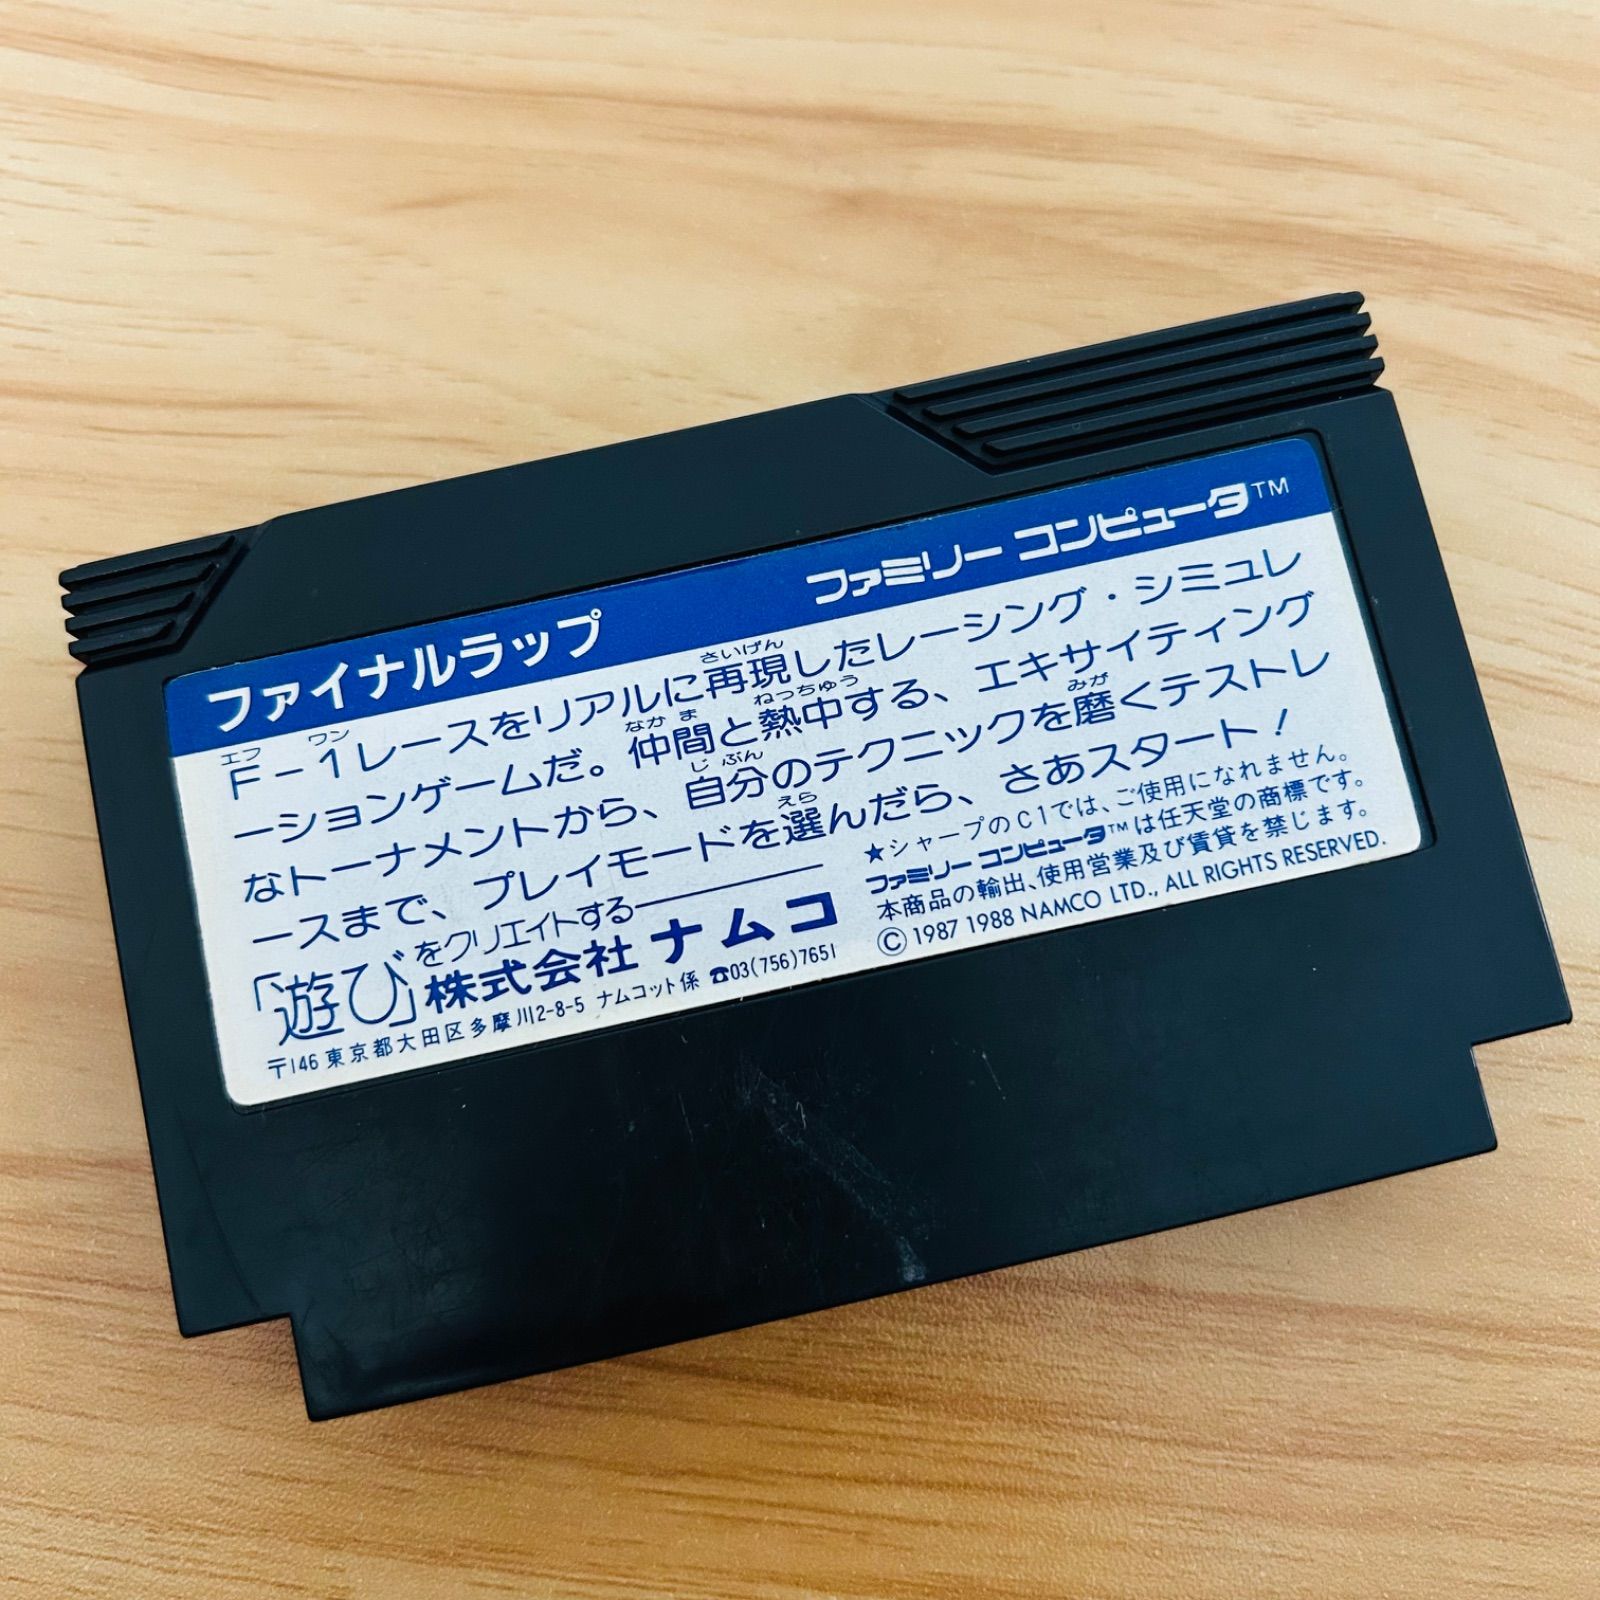 ファイナルラップ
ファミリー コンピュータ™
エフ ワン さいげん
F-1レースをリアルに再現したレーシング・シミュレ
なか ま ねっちゅう
ーションゲームだ。仲間と熱中する、エキサイティング
じ ぶん みが
なトーナメントから、自分のテクニックを磨くテストレ
えら
ースまで、プレイモードを選んだら、さあスタート!
「遊び」をクリエイトする
株式会社 ナムコ
〒146 東京都大田区多摩川2-8-5 ナムコット係 ☎03(756)7651
★シャープのC1では、ご使用になれません。
ファミリー コンピュータ™は任天堂の商標です。
本商品の輸出、使用営業及び賃貸を禁じます。
© 1987 1988 NAMCO LTD., ALL RIGHTS RESERVED.